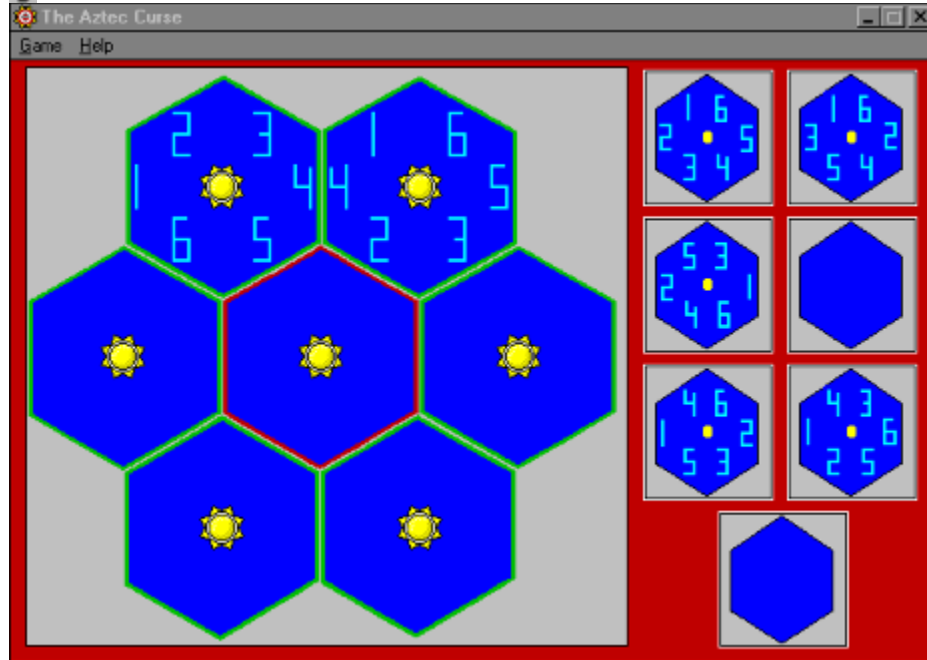 The Aztec Curse
Game Help
2 3 1 6
1 4 4 5
6 5 2 3
1 6 1 6
2 5 3 2
3 4 5 4
5 3
2 1
4 6
4 6 4 3
1 2 1 6
5 3 2 5